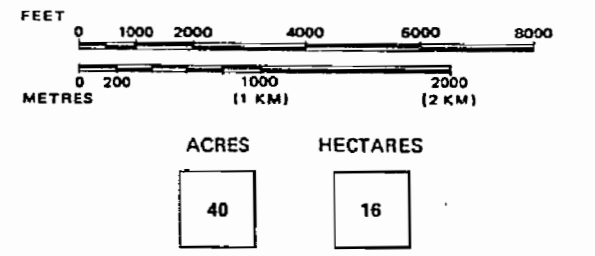 FEET
0 1000 2000 4000 6000 8000
0 200 1000 2000
METRES (1 KM) (2 KM)
ACRES HECTARES
40 16